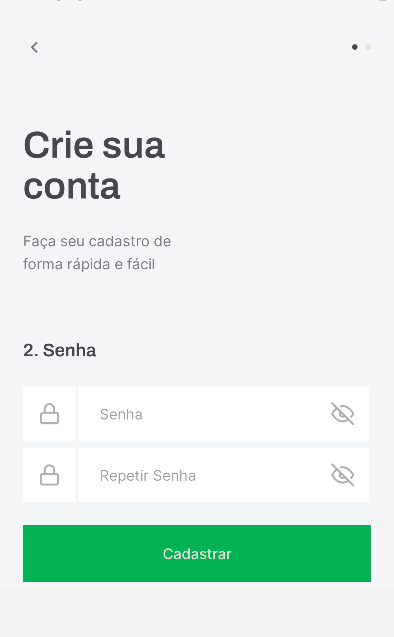 Crie sua
conta
Faça seu cadastro de
forma rápida e fácil
2. Senha
Senha
Repetir Senha
Cadastrar